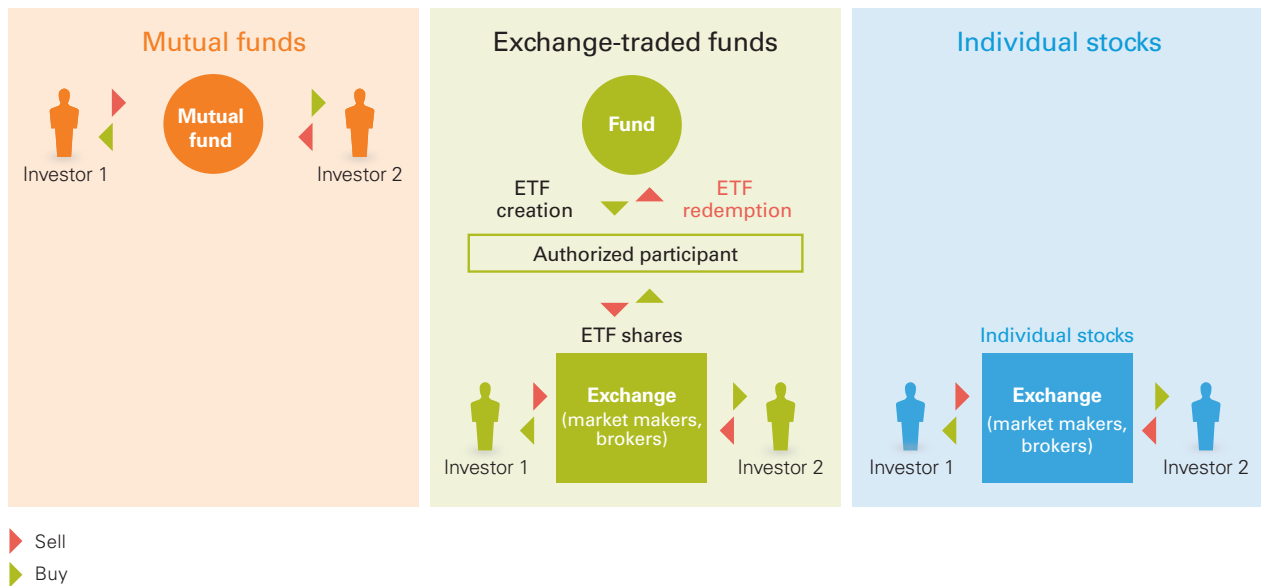 Mutual funds
Mutual
fund
Investor 1
Investor 2
Exchange-traded funds
Fund
ETF
creation
ETF
redemption
Authorized participant
ETF shares
Exchange
(market makers,
brokers)
Investor 1
Investor 2
Individual stocks
Individual stocks
Exchange
(market makers,
brokers)
Investor 1
Investor 2
Sell
Buy